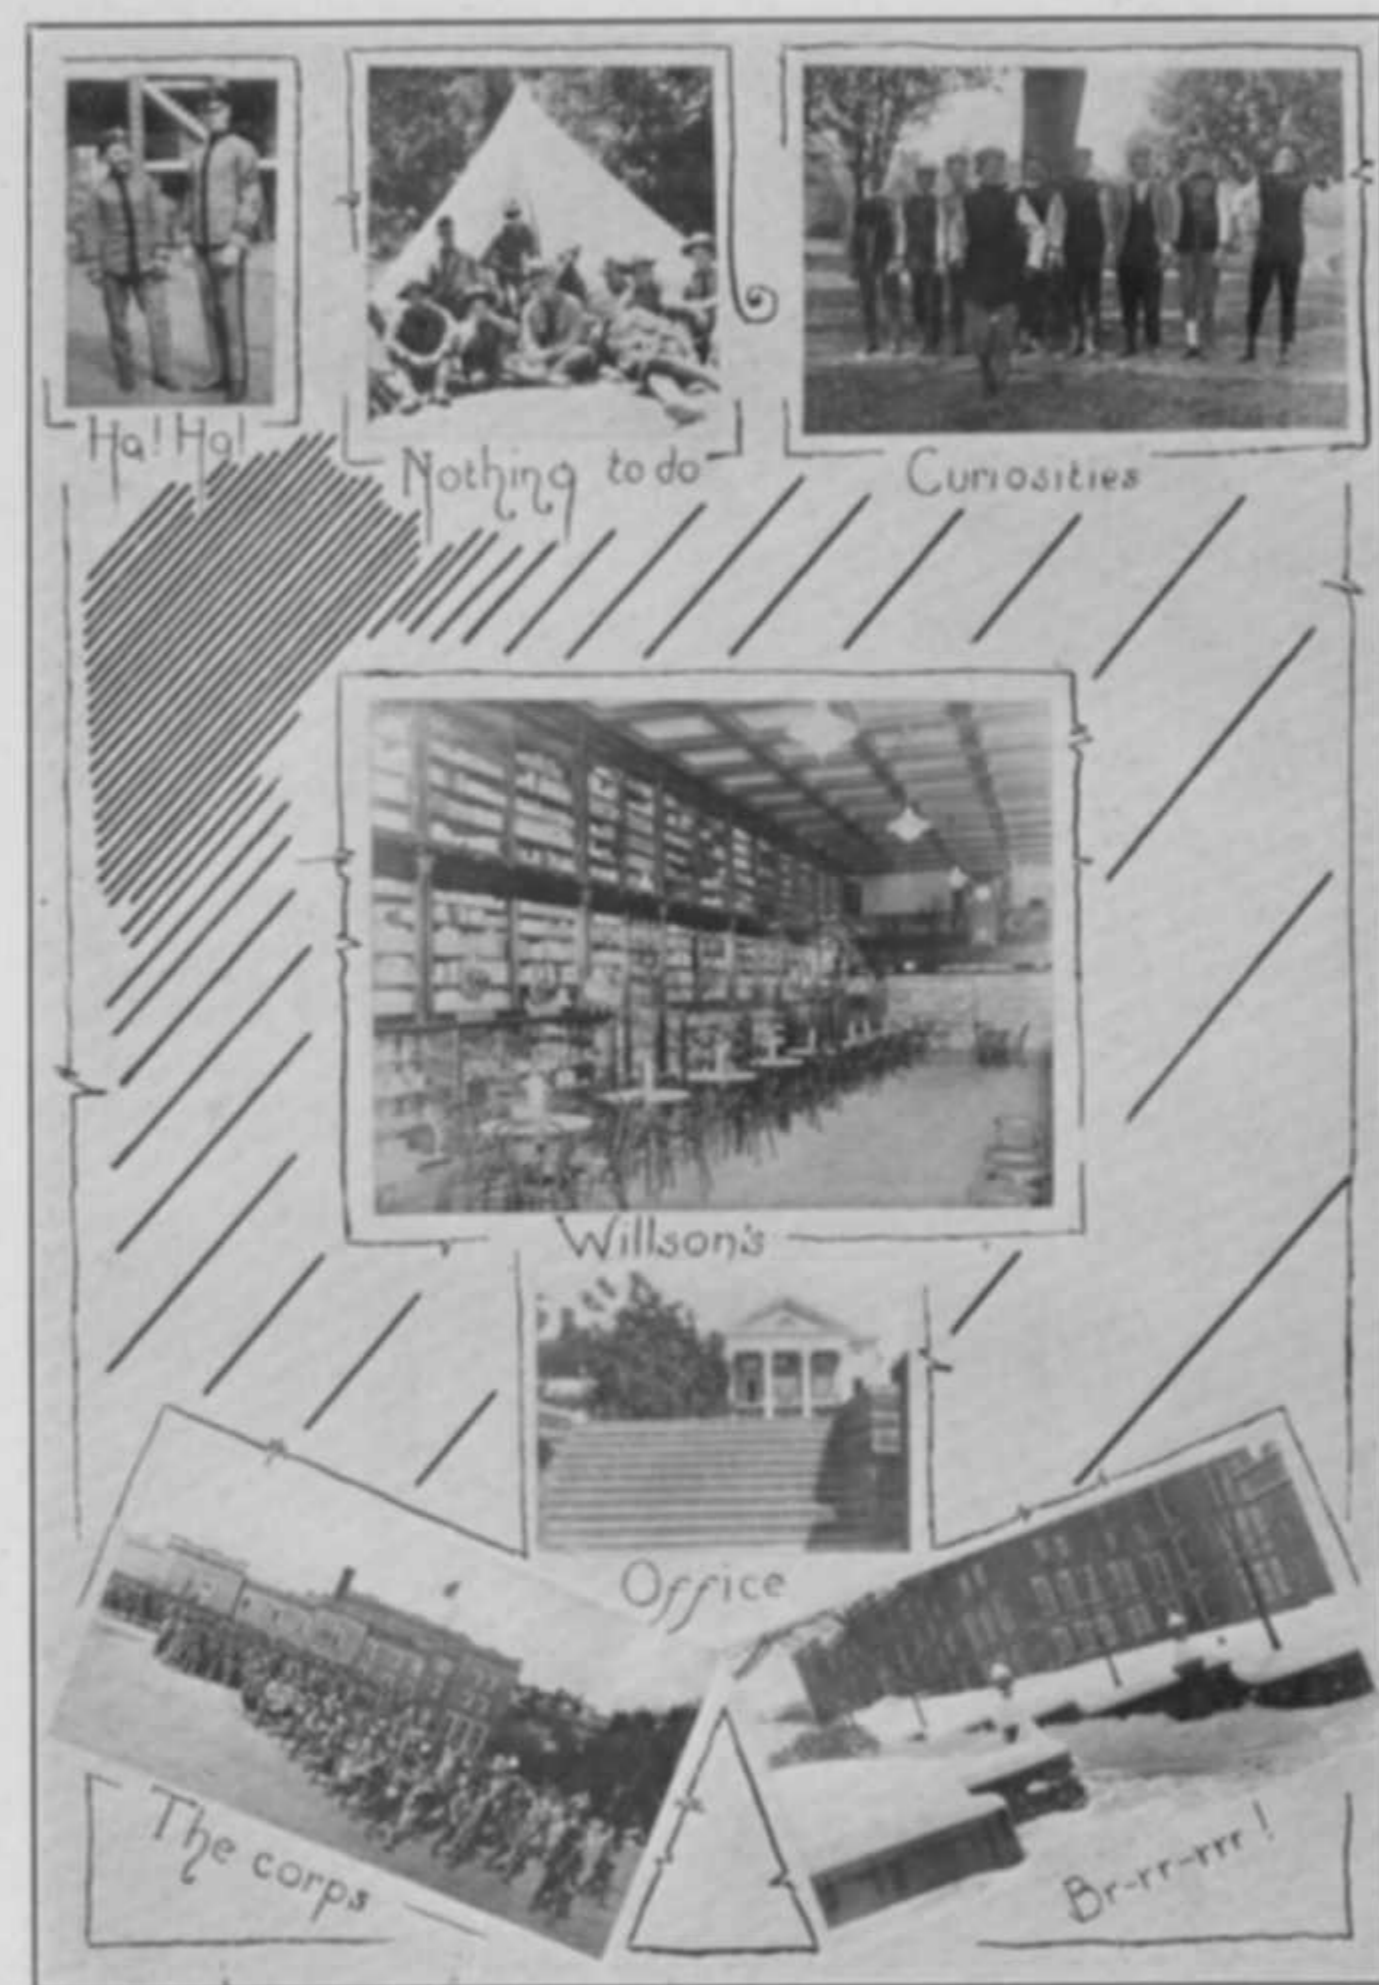 Ha! Ha!
Nothing to do
Curiosities
Willson's
Office
The corps
Br-rr-rrr!